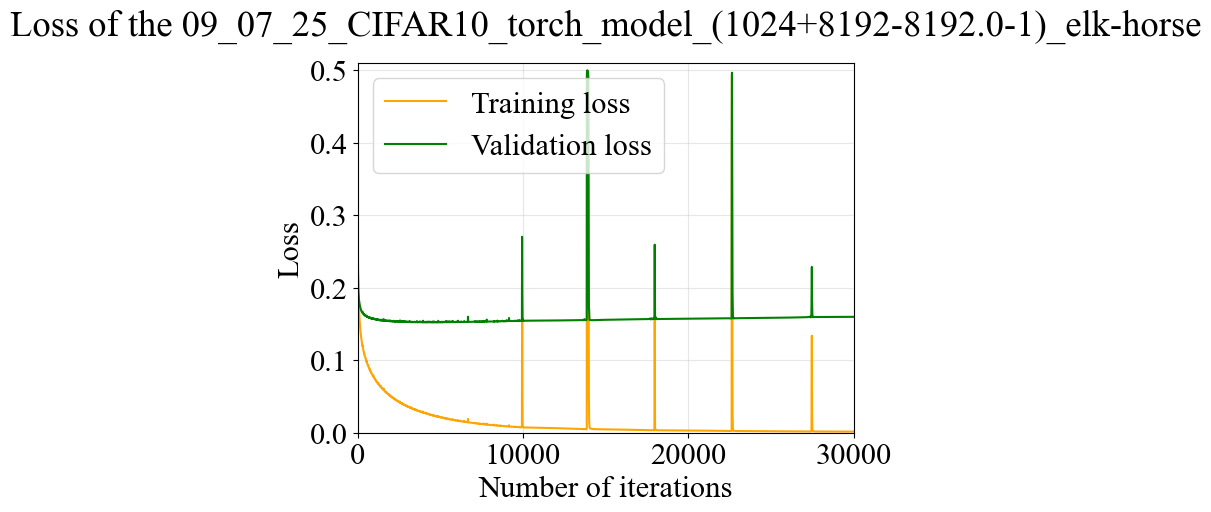 Loss of the 09_07_25_CIFAR10_torch_model_(1024+8192-8192.0-1)_elk-horse
0.5
Training loss
0.4
Validation loss
0.3
Loss
0.2
0.1
0.0
0
10000
20000
30000
Number of iterations